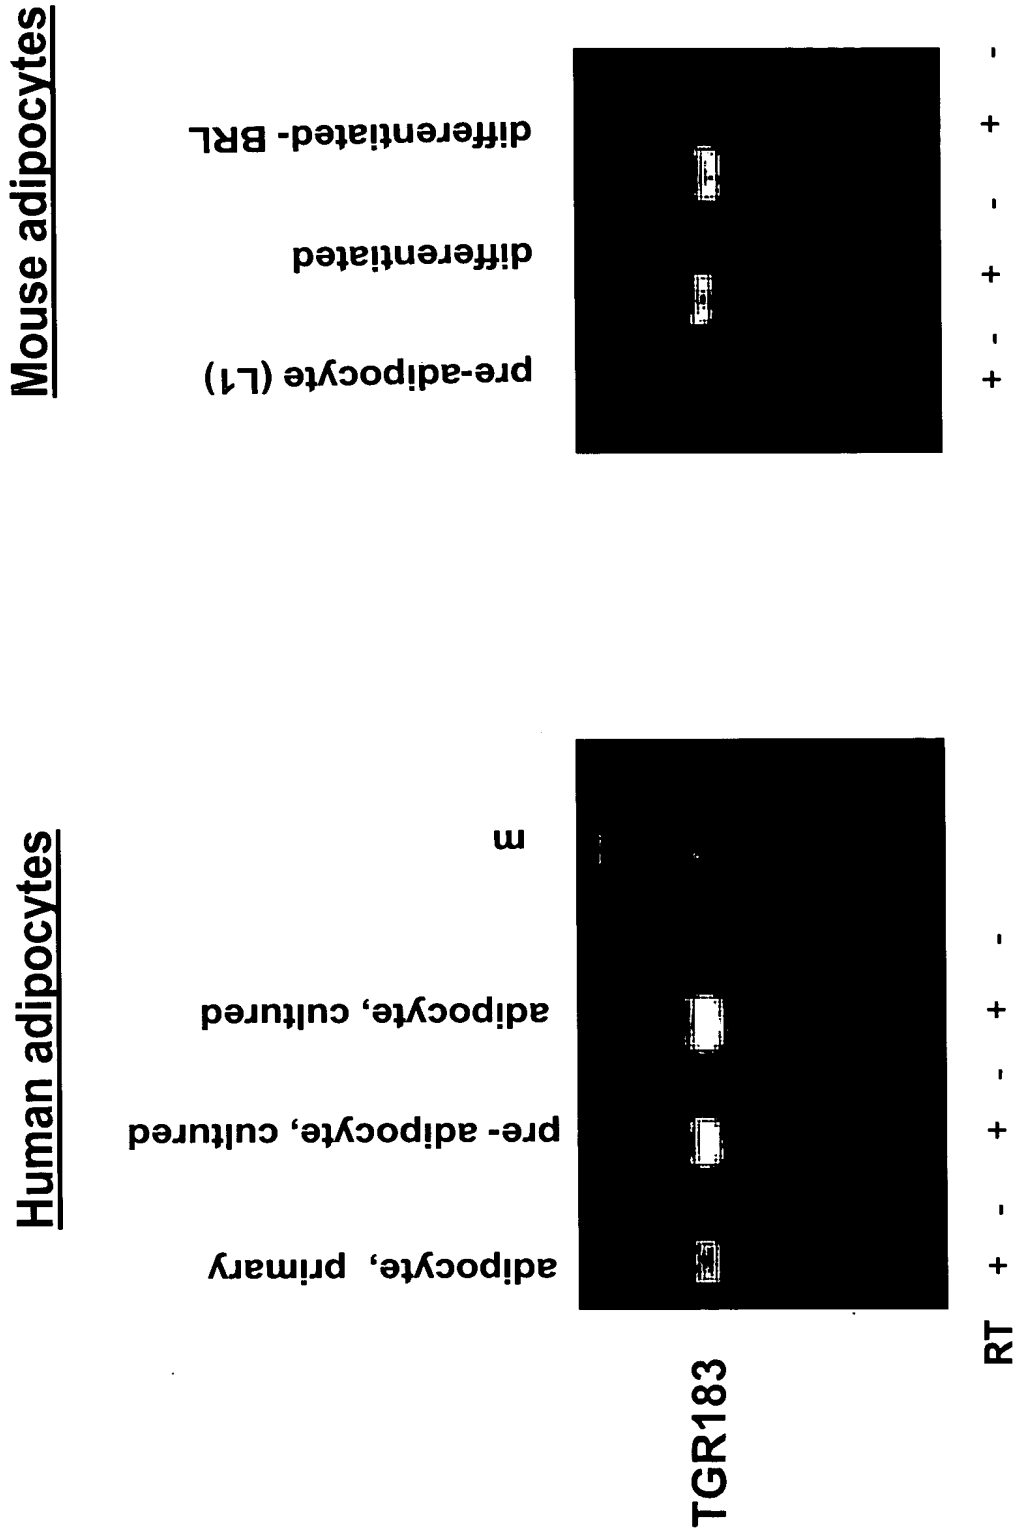 Human adipocytes
Mouse adipocytes
adipocyte, primary
pre- adipocyte, cultured
adipocyte, cultured
m
pre-adipocyte (L1)
differentiated
differentiated- BRL
TGR183
RT + - + - + - + - + - + -